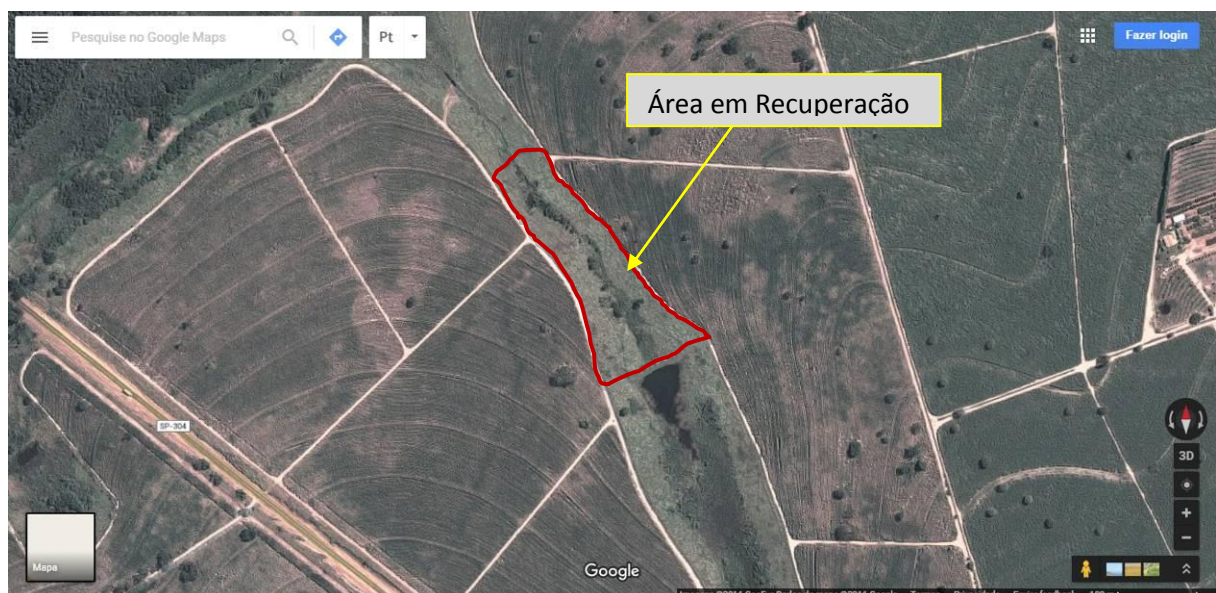 Pesquise no Google Maps
Pt
Fazer login
Área em Recuperação
SP-304
3D
Mapa
Google